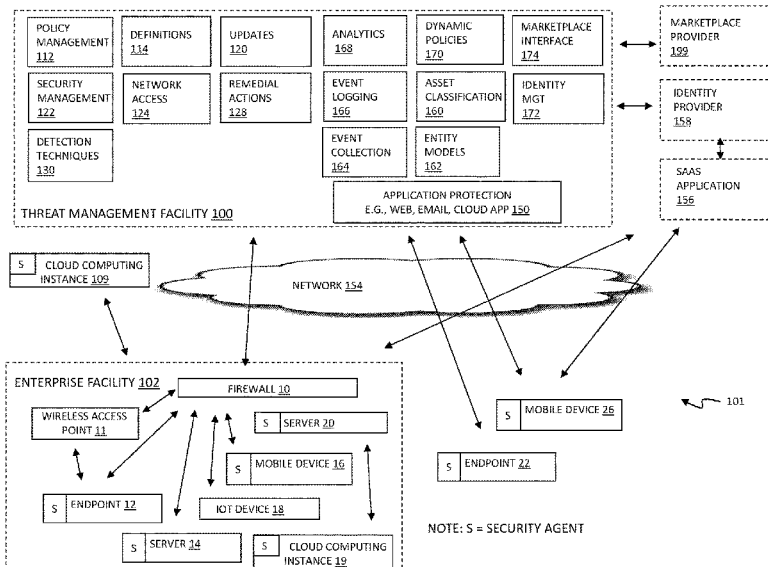 POLICY
MANAGEMENT
112
DEFINITIONS
114
UPDATES
120
ANALYTICS
168
DYNAMIC
POLICIES
170
MARKETPLACE
INTERFACE
174
MARKETPLACE
PROVIDER
199
SECURITY
MANAGEMENT
122
NETWORK
ACCESS
124
REMEDIAL
ACTIONS
128
EVENT
LOGGING
166
ASSET
CLASSIFICATION
160
IDENTITY
MGT
172
IDENTITY
PROVIDER
158
DETECTION
TECHNIQUES
130
EVENT
COLLECTION
164
ENTITY
MODELS
162
SAAS
APPLICATION
156
APPLICATION PROTECTION
E.G., WEB, EMAIL, CLOUD APP 150
THREAT MANAGEMENT FACILITY 100
S CLOUD COMPUTING
INSTANCE 109
NETWORK 154
ENTERPRISE FACILITY 102
FIREWALL 10
WIRELESS ACCESS
POINT 11
S SERVER 20
S MOBILE DEVICE 26
101
S MOBILE DEVICE 16
S ENDPOINT 22
S ENDPOINT 12
IOT DEVICE 18
NOTE: S = SECURITY AGENT
S SERVER 14
S CLOUD COMPUTING
INSTANCE 19